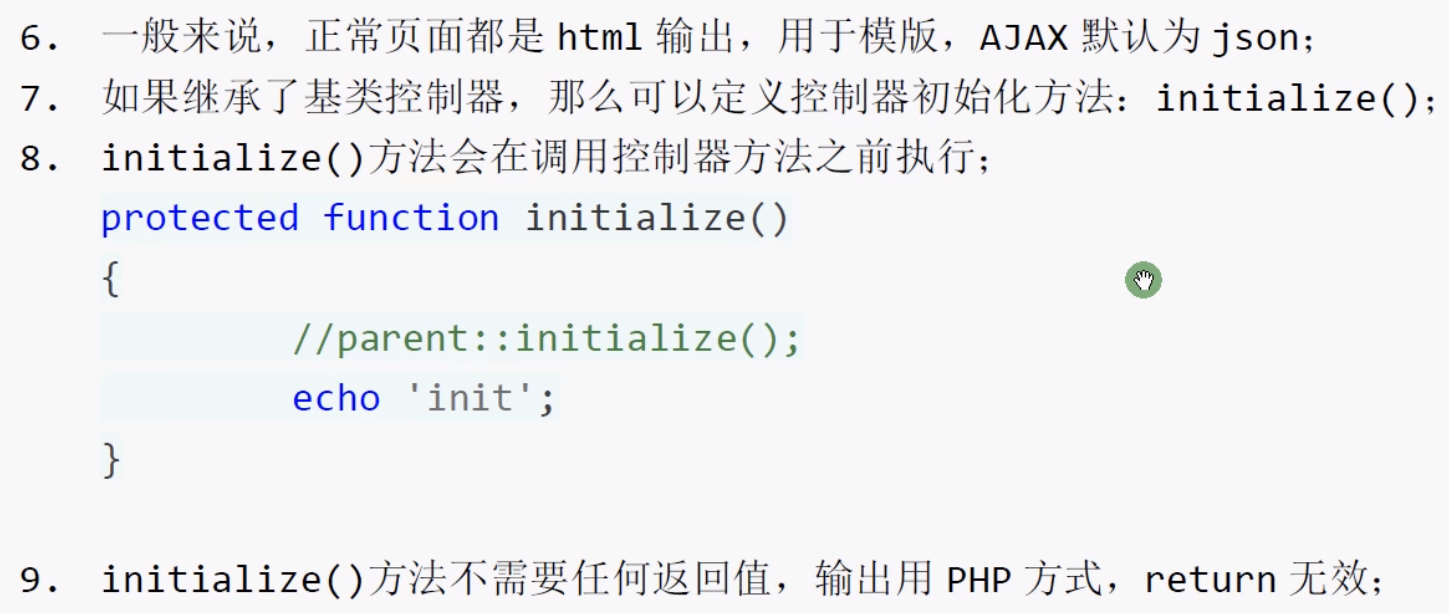 6. 一般来说，正常页面都是 html 输出，用于模版，AJAX 默认为 json；
7. 如果继承了基类控制器，那么可以定义控制器初始化方法：initialize()；
8. initialize()方法会在调用控制器方法之前执行；
protected function initialize()
{
//parent::initialize();
echo 'init';
}
9. initialize()方法不需要任何返回值，输出用 PHP 方式，return 无效；